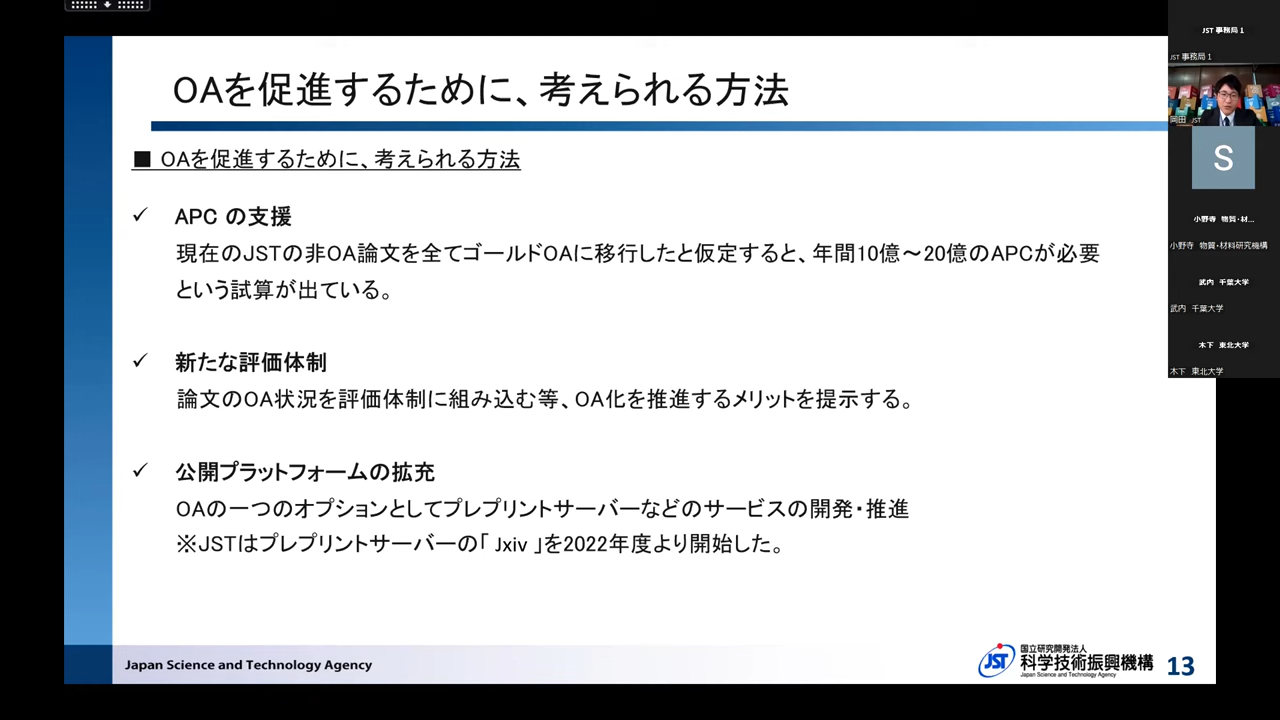 OAを促進するために、考えられる方法
■ OAを促進するために、考えられる方法
✓ APC の支援
現在のJSTの非OA論文を全てゴールドOAに移行したと仮定すると、年間10億～20億のAPCが必要
という試算が出ている。
✓ 新たな評価体制
論文のOA状況を評価体制に組み込む等、OA化を推進するメリットを提示する。
✓ 公開プラットフォームの拡充
OAの一つのオプションとしてプレプリントサーバーなどのサービスの開発・推進
※JSTはプレプリントサーバーの「 Jxiv 」を2022年度より開始した。
Japan Science and Technology Agency
JST
国立研究開発法人
科学技術振興機構
Japan Science and Technology Agency
13
JST 事務局 1
JST 事務局 1
岡田 JST
S
小野寺 物質・材...
小野寺 物質・材料研究機構
武内 千葉大学
武内 千葉大学
木下 東北大学
木下 東北大学